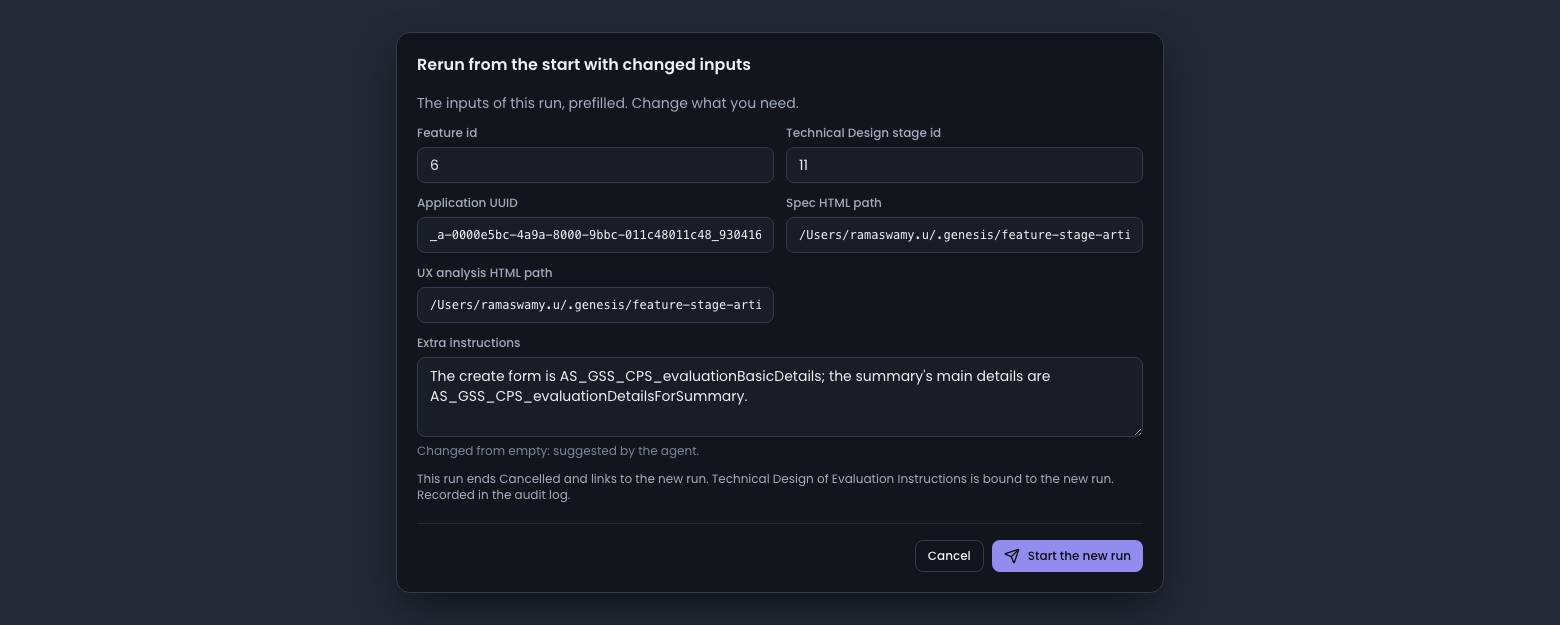 Rerun from the start with changed inputs
The inputs of this run, prefilled. Change what you need.
Feature id
Technical Design stage id
6
11
Application UUID
Spec HTML path
_a-0000e5bc-4a9a-8000-9bbc-011c48011c48_930416
/Users/ramaswamy.u/.genesis/feature-stage-arti
UX analysis HTML path
/Users/ramaswamy.u/.genesis/feature-stage-arti
Extra instructions
The create form is AS_GSS_CPS_evaluationBasicDetails; the summary's main details are
AS_GSS_CPS_evaluationDetailsForSummary.
Changed from empty: suggested by the agent.
This run ends Cancelled and links to the new run. Technical Design of Evaluation Instructions is bound to the new run.
Recorded in the audit log.
Cancel
Start the new run